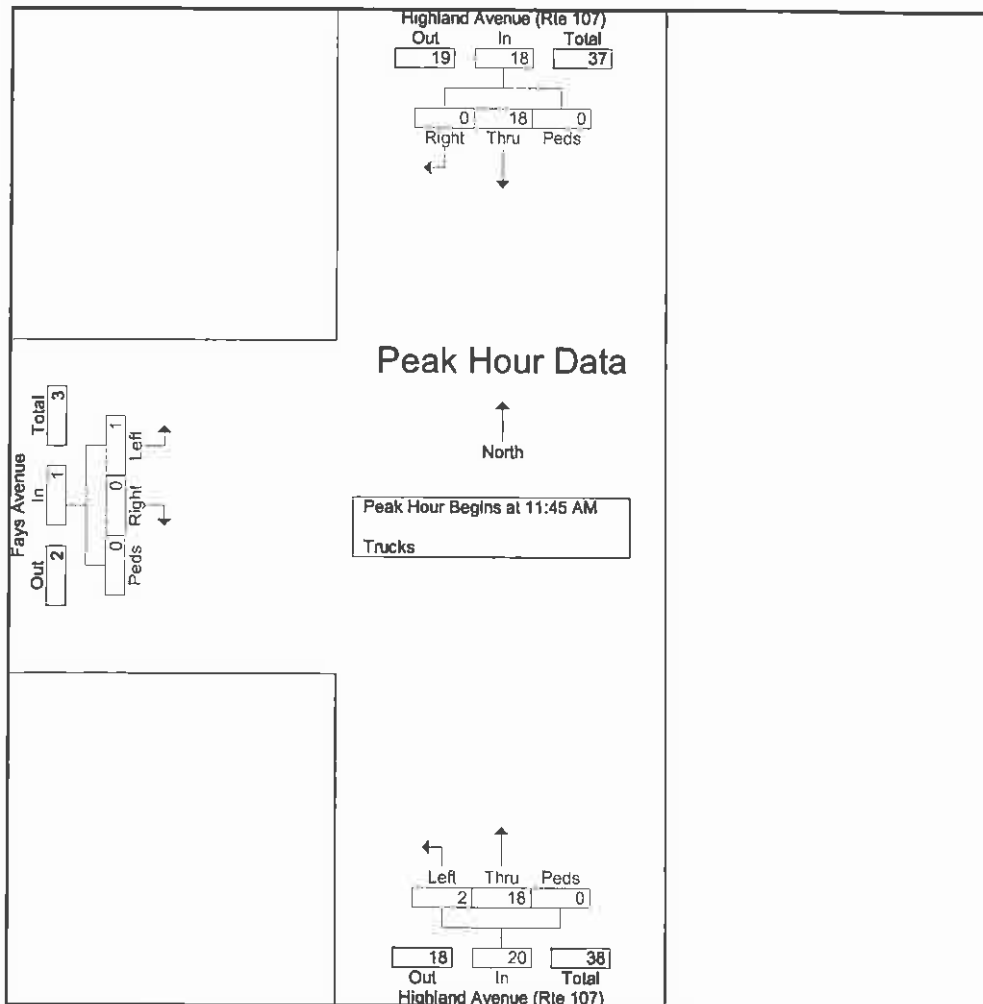 Highland Avenue (Rte 107)
Out In Total
19 18 37
0 18 0
Right Thru Peds
Peak Hour Data
North
Peak Hour Begins at 11:45 AM
Trucks
Fays Avenue
Out In Total
2 1 3
0 0 1
Peds Right Left
Left Thru Peds
2 18 0
18 20 38
Out In Total
Highland Avenue (Rte 107)